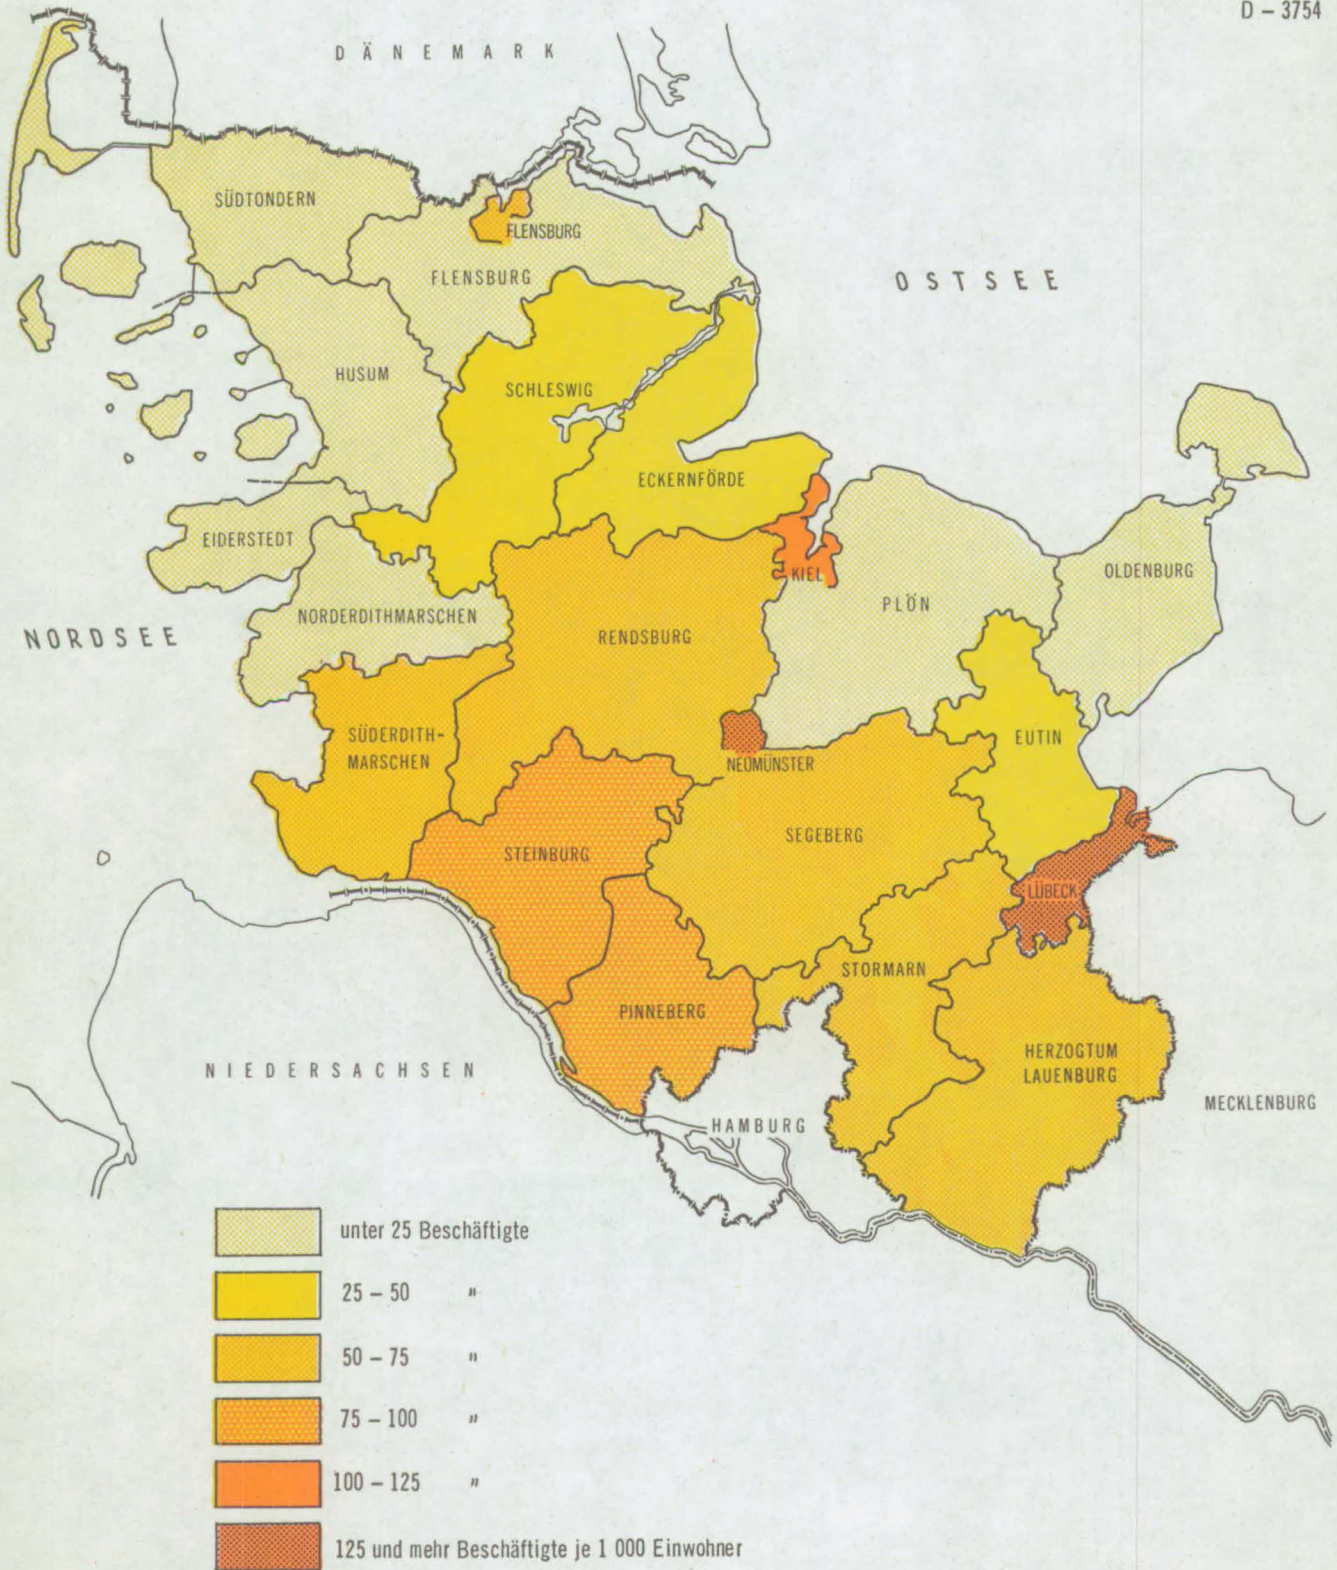 D – 3754
DÄNEMARK
SÜDTONDERN
FLENSBURG
FLENSBURG
OSTSEE
HUSUM
SCHLESWIG
ECKERNFÖRDE
EIDERSTEDT
KIEL
OLDENBURG
PLÖN
NORDERDITHMARSCHEN
RENDSBURG
NORDSEE
SÜDERDITH-
MARSCHEN
EUTIN
NEUMÜNSTER
SEGEBERG
STEINBURG
LÜBECK
STORMARN
PINNEBERG
HERZOGTUM
LAUENBURG
NIEDERSACHSEN
MECKLENBURG
HAMBURG
unter 25 Beschäftigte
25 – 50 "
50 – 75 "
75 – 100 "
100 – 125 "
125 und mehr Beschäftigte je 1 000 Einwohner